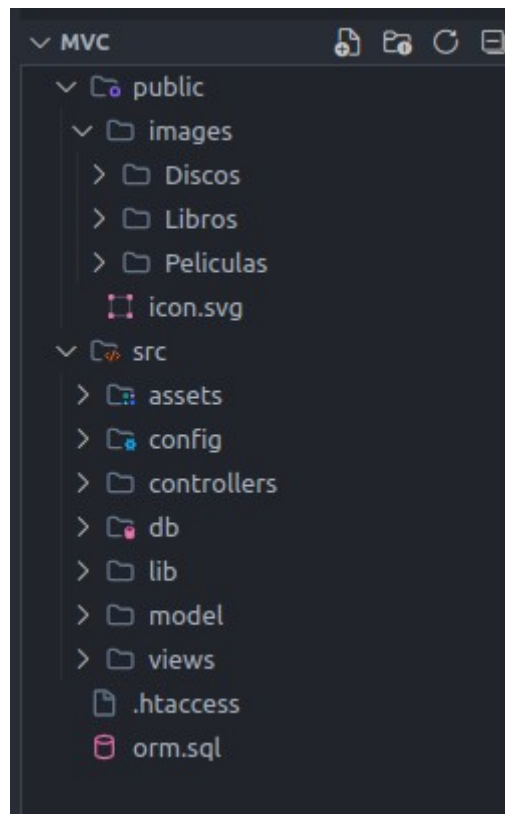 MVC
public
images
Discos
Libros
Peliculas
icon.svg
src
assets
config
controllers
db
lib
model
views
.htaccess
orm.sql